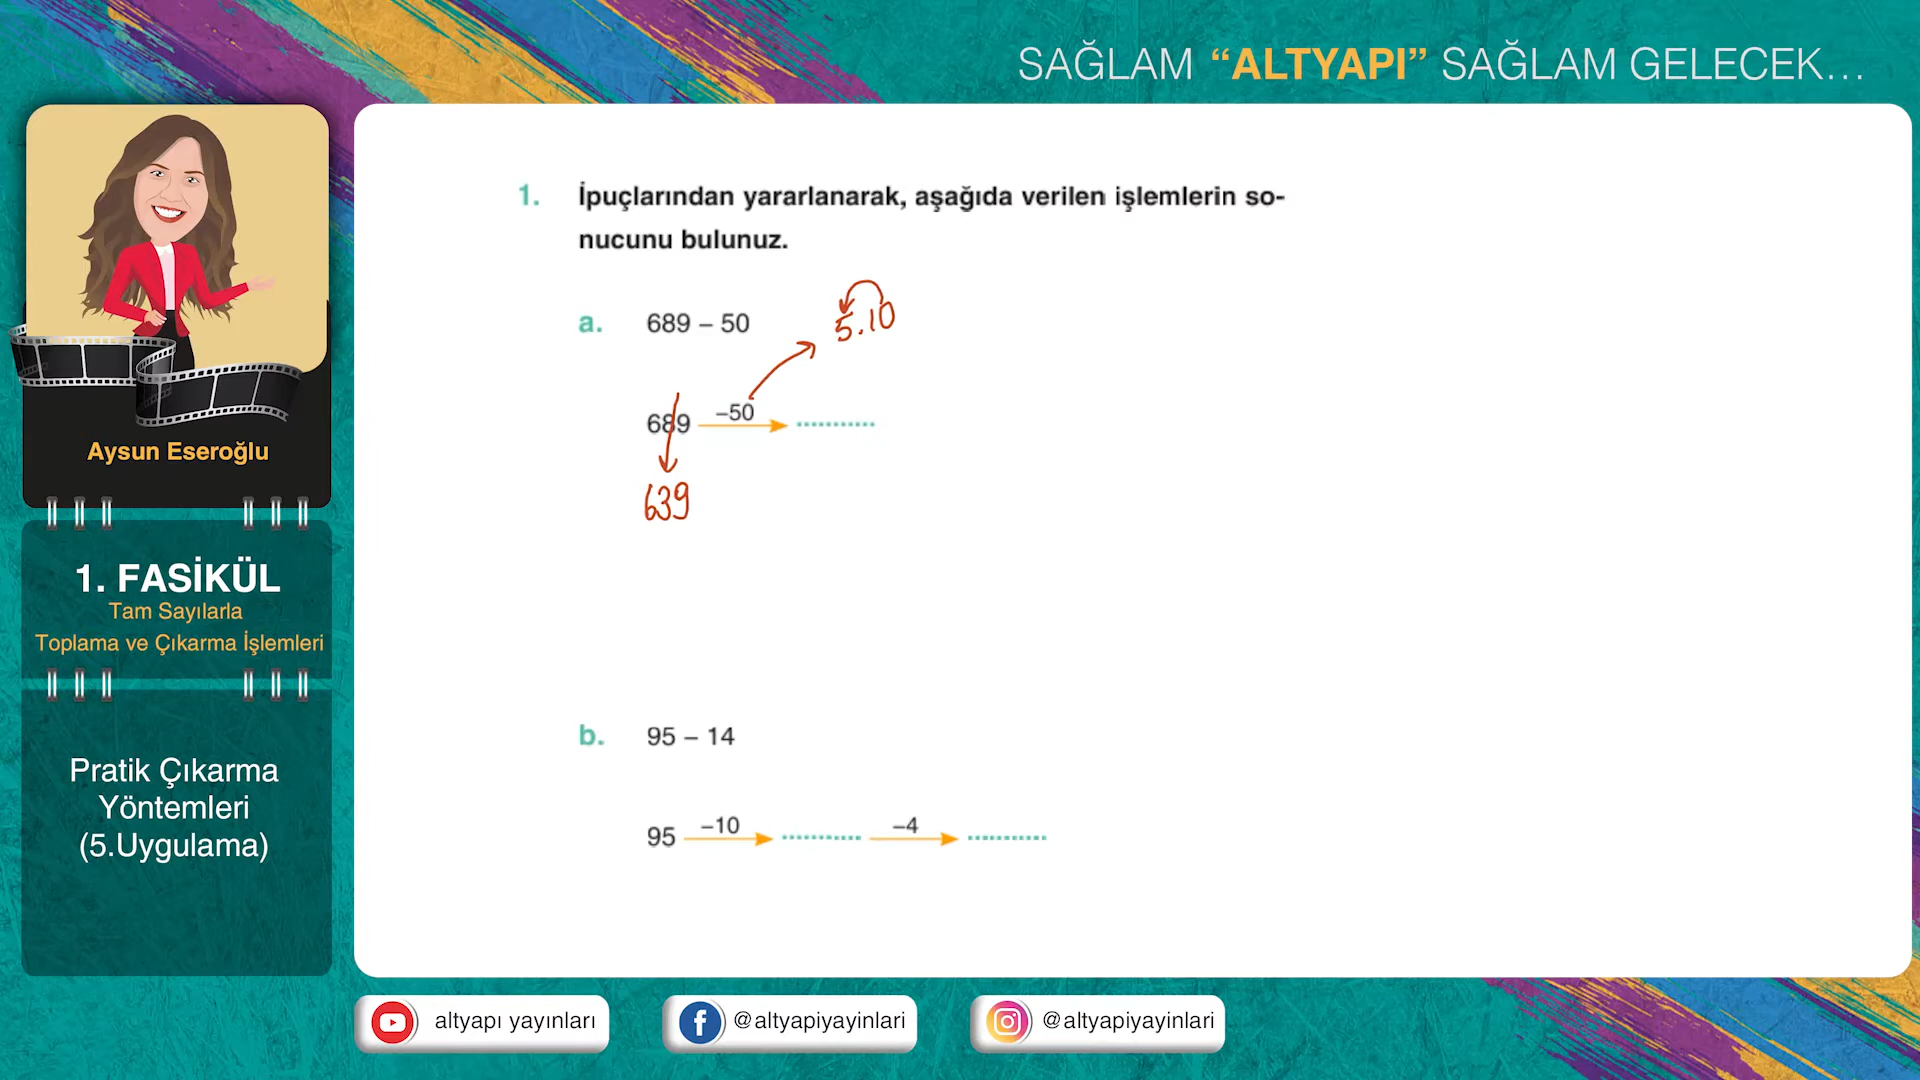 SAĞLAM “ALTYAPI” SAĞLAM GELECEK...
Aysun Eseroğlu
1. FASİKÜL
Tam Sayılarla
Toplama ve Çıkarma İşlemleri
Pratik Çıkarma
Yöntemleri
(5.Uygulama)
1. İpuçlarından yararlanarak, aşağıda verilen işlemlerin so-
nucunu bulunuz.
a. 689 – 50
5.10
689 –50 ...........
639
b. 95 – 14
95 –10 ........... –4 ...........
altyapı yayınları
@altyapiyayinlari
@altyapiyayinlari